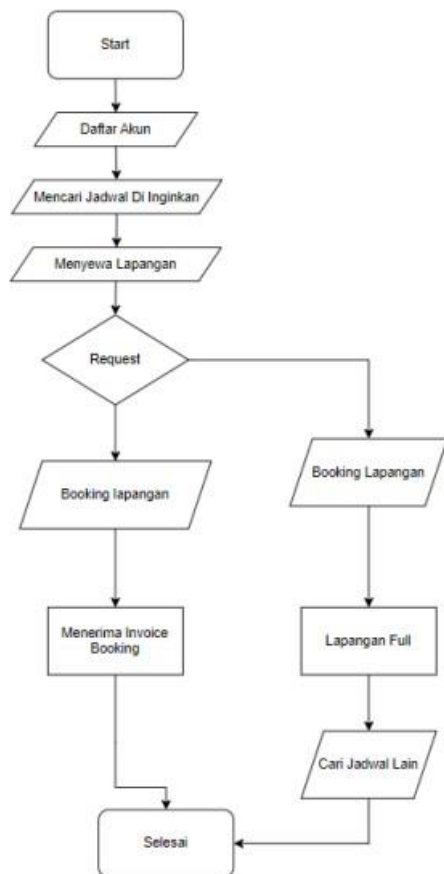 Start
Daftar Akun
Mencari Jadwal Di Inginkan
Menyewa Lapangan
Request
Booking lapangan
Booking Lapangan
Menerima Invoice
Booking
Lapangan Full
Cari Jadwal Lain
Selesai